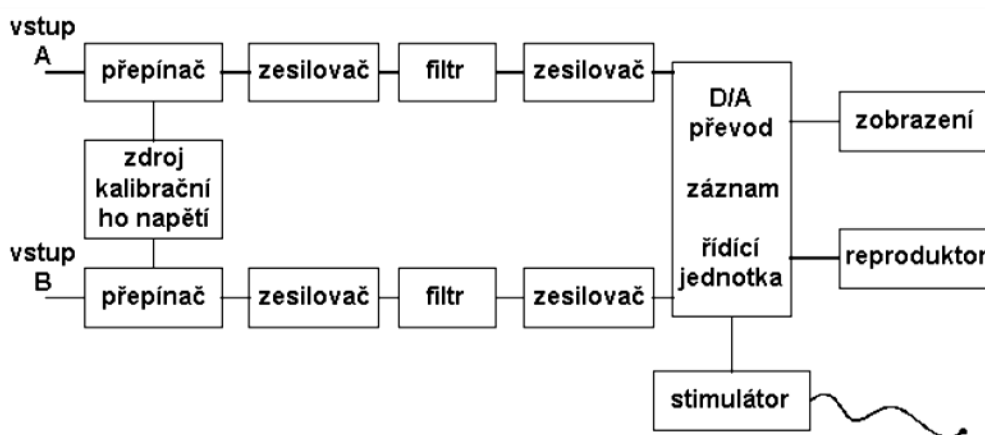 vstup
A
přepínač
zesilovač
filtr
zesilovač
D/A
převod
záznam
řídící
jednotka
zobrazení
reproduktor
zdroj
kalibrační
ho napětí
vstup
B
přepínač
zesilovač
filtr
zesilovač
stimulátor